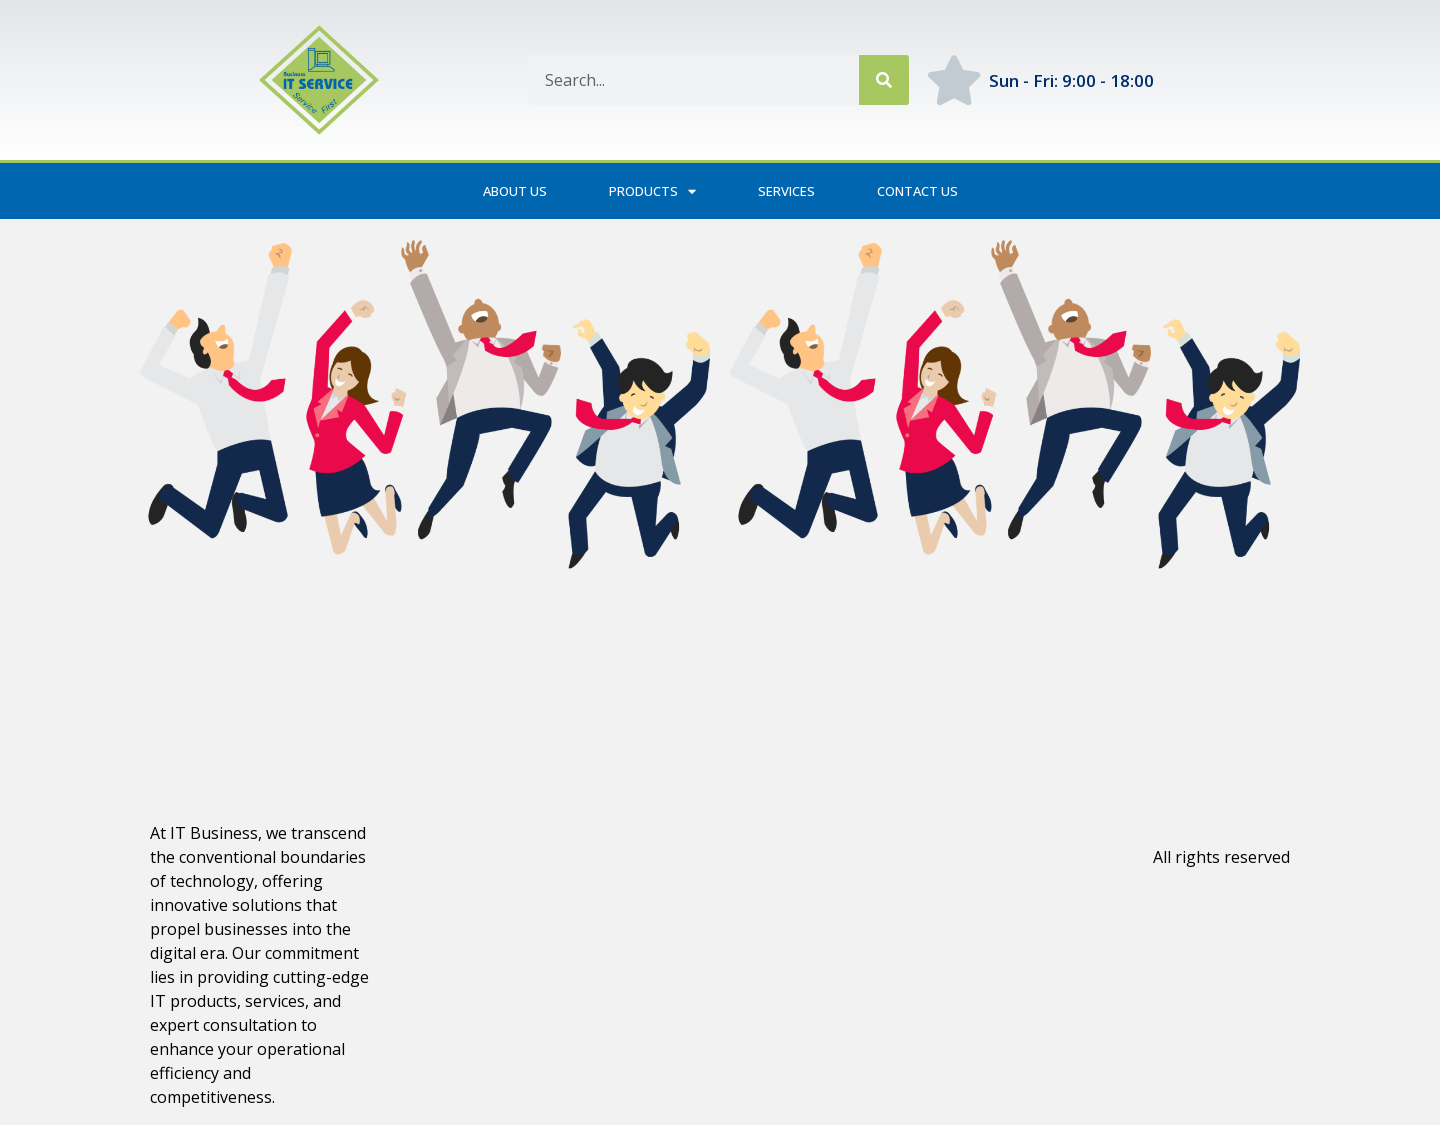 Business
IT SERVICE
Service First
Search...
Sun - Fri: 9:00 - 18:00
ABOUT US
PRODUCTS
SERVICES
CONTACT US
At IT Business, we transcend
the conventional boundaries
of technology, offering
innovative solutions that
propel businesses into the
digital era. Our commitment
lies in providing cutting-edge
IT products, services, and
expert consultation to
enhance your operational
efficiency and
competitiveness.
All rights reserved